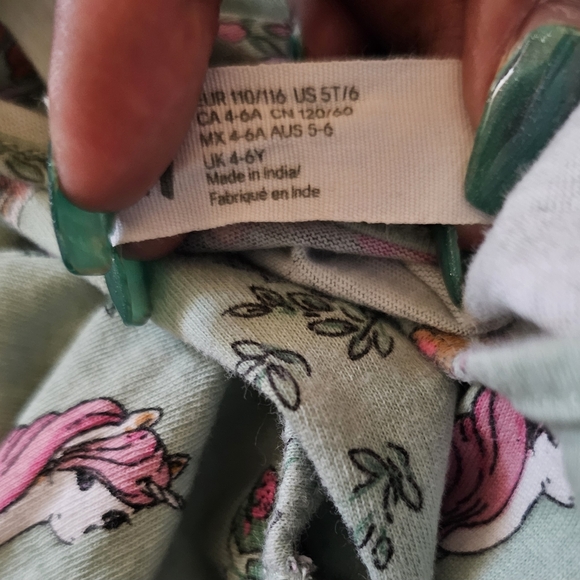 EUR 110/116 US 5T/6
CA 4-6A CN 120/60
MX 4-6A AUS 5-6
UK 4-6Y
Made in India/
Fabriqué en Inde